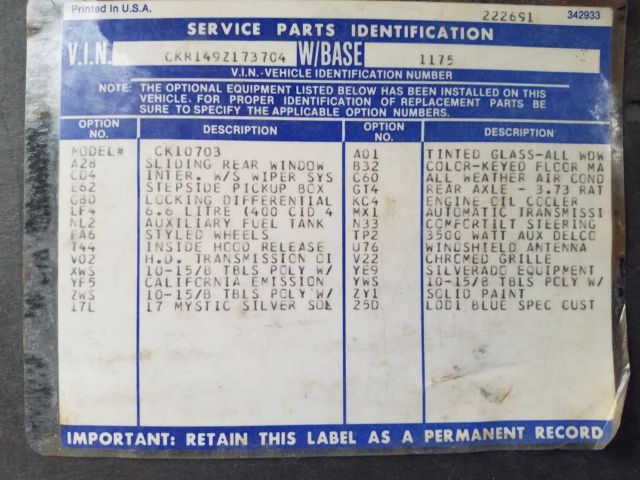 Printed in U.S.A. 222691 342933
SERVICE PARTS IDENTIFICATION
V.I.N. CKR149Z173704 W/BASE 1175
V.I.N.-VEHICLE IDENTIFICATION NUMBER
NOTE: THE OPTIONAL EQUIPMENT LISTED BELOW HAS BEEN INSTALLED ON THIS
VEHICLE. FOR PROPER IDENTIFICATION OF REPLACEMENT PARTS BE
SURE TO SPECIFY THE APPLICABLE OPTION NUMBERS.
OPTION NO. DESCRIPTION OPTION NO. DESCRIPTION
MODEL# CK10703 A01 TINTED GLASS-ALL WDW
A28 SLIDING REAR WINDOW B32 COLOR-KEYED FLOOR MA
CD4 INTER. W/S WIPER SYS C60 ALL WEATHER AIR COND
E62 STEPSIDE PICKUP BOX GT4 REAR AXLE - 3.73 RAT
G80 LOCKING DIFFERENTIAL KC4 ENGINE OIL COOLER
LF4 6.6 LITRE (400 CID 4 MX1 AUTOMATIC TRANSMISSI
NL2 AUXILIARY FUEL TANK N33 COMFORTILT STEERING
PA6 STYLED WHEELS TP2 3500 WATT AUX DELCO
T44 INSIDE HOOD RELEASE U76 WINDSHIELD ANTENNA
V02 H.D. TRANSMISSION OI V22 CHROMED GRILLE
XWS 10-15/B TBLS POLY W/ YE9 SILVERADO EQUIPMENT
YF5 CALIFORNIA EMISSION YWS 10-15/B TBLS POLY W/
ZWS 10-15/B TBLS POLY W/ ZY1 SOLID PAINT
17L 17 MYSTIC SILVER SOL 25D LDD1 BLUE SPEC CUST
IMPORTANT: RETAIN THIS LABEL AS A PERMANENT RECORD